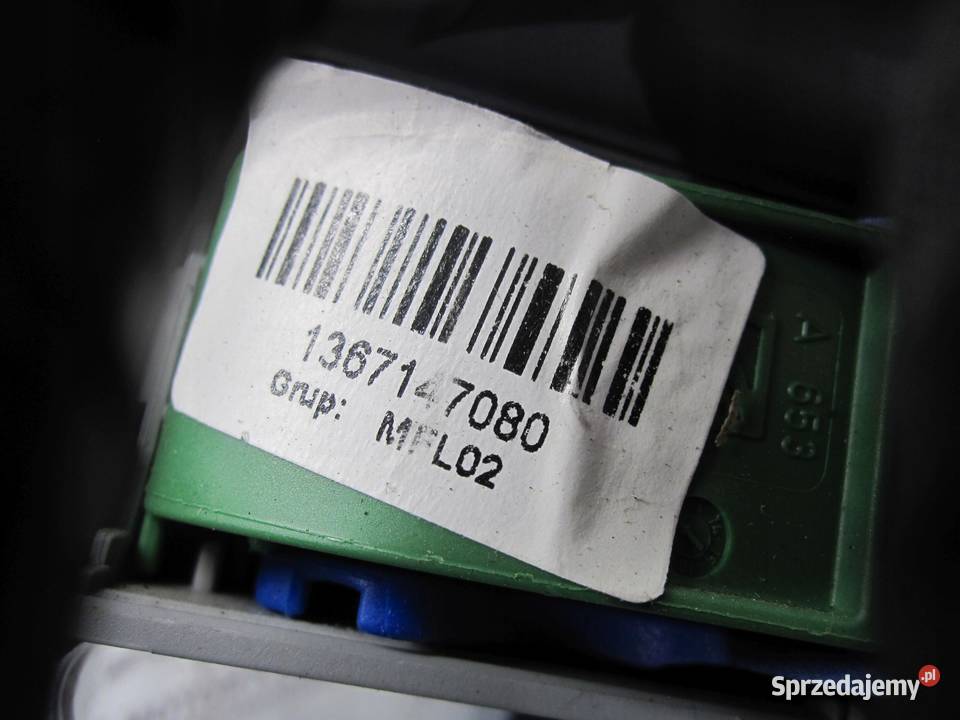 1367147080
Grup: MFL02
A 653
Sprzedajemy.pl